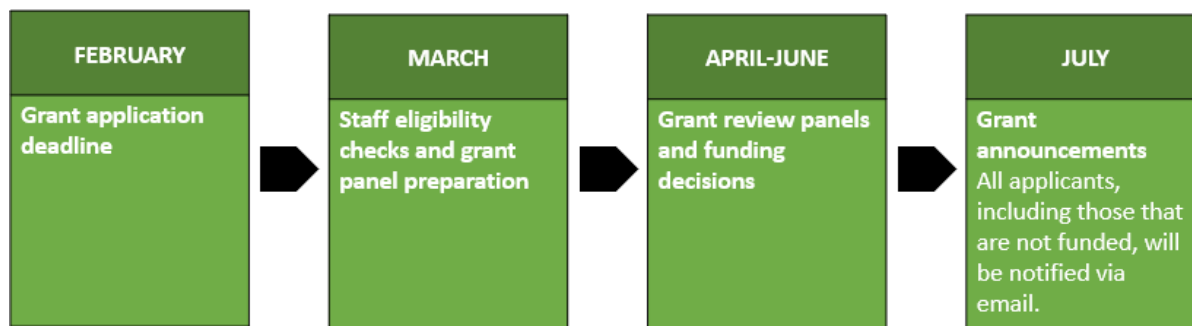 FEBRUARY
Grant application
deadline
MARCH
Staff eligibility
checks and grant
panel preparation
APRIL-JUNE
Grant review panels
and funding
decisions
JULY
Grant
announcements
All applicants,
including those that
are not funded, will
be notified via
email.